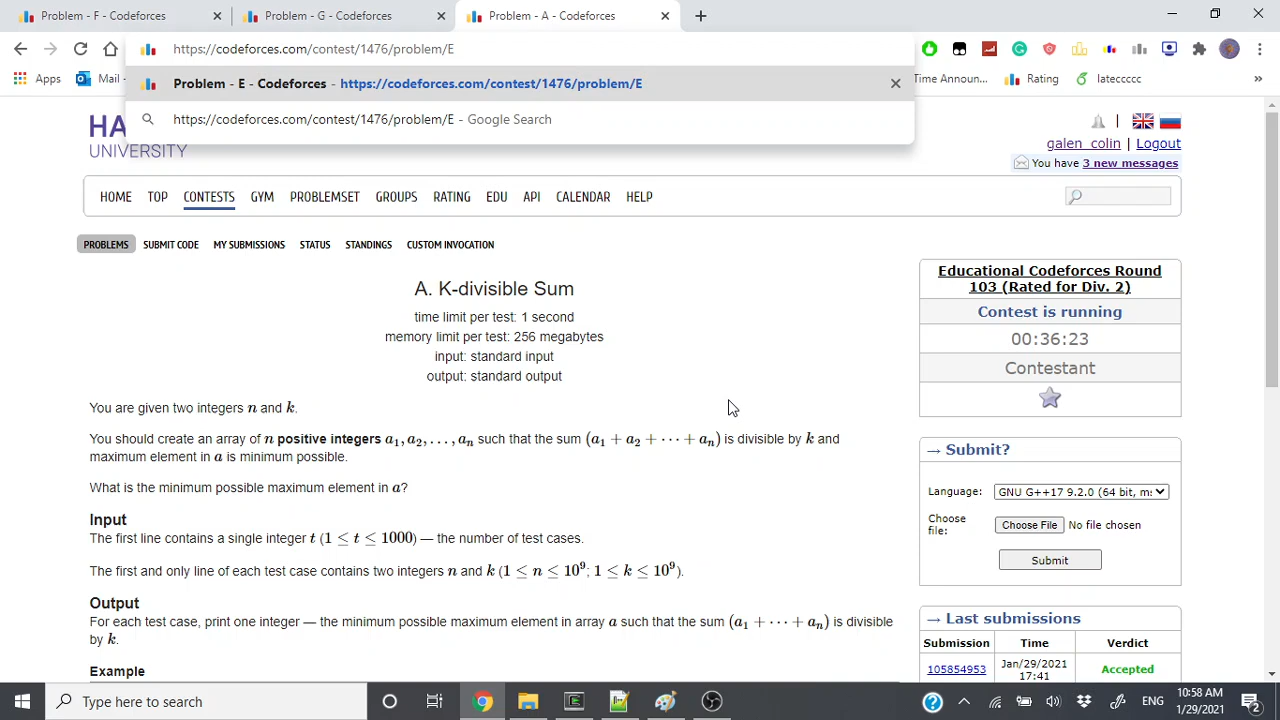 Problem - F - Codeforces
Problem - G - Codeforces
Problem - A - Codeforces
https://codeforces.com/contest/1476/problem/E
Problem - E - Codeforces - https://codeforces.com/contest/1476/problem/E
https://codeforces.com/contest/1476/problem/E - Google Search
Apps
Mail -
Time Announ...
Rating
lateccccc
»
HA
UNIVERSITY
galen_colin | Logout
You have 3 new messages
HOME TOP CONTESTS GYM PROBLEMSET GROUPS RATING EDU API CALENDAR HELP
PROBLEMS SUBMIT CODE MY SUBMISSIONS STATUS STANDINGS CUSTOM INVOCATION
A. K-divisible Sum
time limit per test: 1 second
memory limit per test: 256 megabytes
input: standard input
output: standard output
You are given two integers n and k.
You should create an array of n positive integers a₁, a₂, …, aₙ such that the sum (a₁ + a₂ + ⋯ + aₙ) is divisible by k and
maximum element in a is minimum possible.
What is the minimum possible maximum element in a?
Input
The first line contains a single integer t (1 ≤ t ≤ 1000) — the number of test cases.
The first and only line of each test case contains two integers n and k (1 ≤ n ≤ 10⁹; 1 ≤ k ≤ 10⁹).
Output
For each test case, print one integer — the minimum possible maximum element in array a such that the sum (a₁ + ⋯ + aₙ) is divisible
by k.
Example
Educational Codeforces Round
103 (Rated for Div. 2)
Contest is running
00:36:23
Contestant
→ Submit?
Language: GNU G++17 9.2.0 (64 bit, ms
Choose
file: Choose File No file chosen
Submit
→ Last submissions
Submission Time Verdict
105854953 Jan/29/2021
17:41 Accepted
Type here to search
ENG
10:58 AM
1/29/2021
2